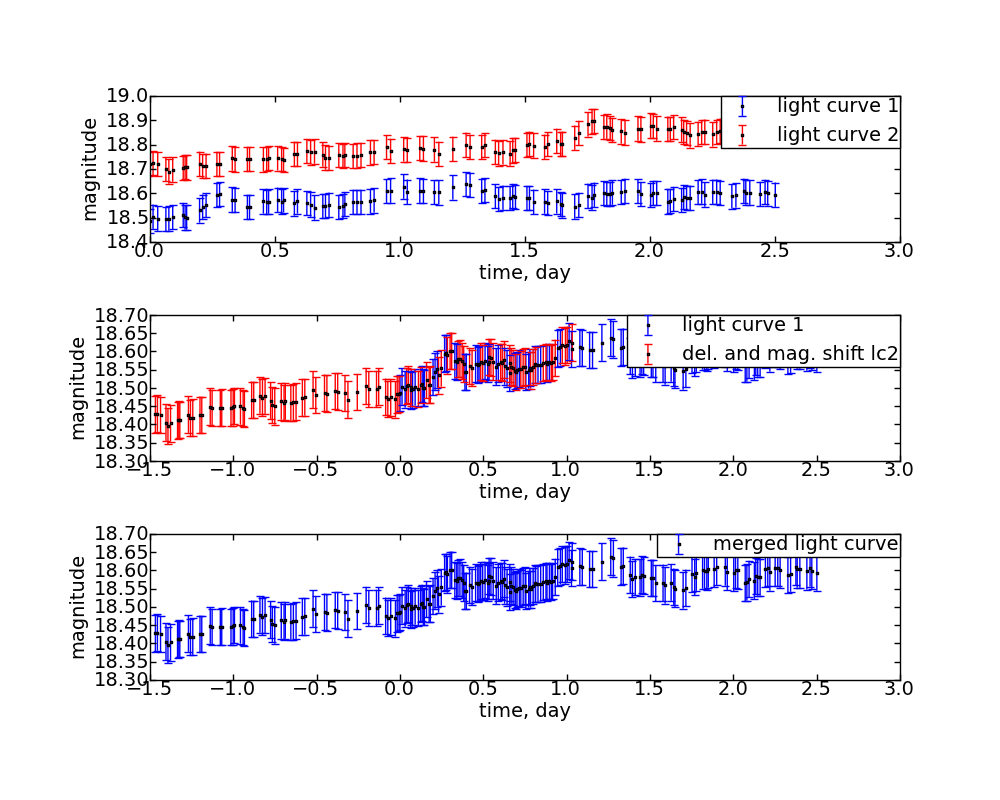 19.0
18.9
18.8
18.7
18.6
18.5
18.4
magnitude
light curve 1
light curve 2
0.0 0.5 1.0 1.5 2.0 2.5 3.0
time, day
18.70
18.65
18.60
18.55
18.50
18.45
18.40
18.35
18.30
magnitude
light curve 1
del. and mag. shift lc2
−1.5 −1.0 −0.5 0.0 0.5 1.0 1.5 2.0 2.5 3.0
time, day
18.70
18.65
18.60
18.55
18.50
18.45
18.40
18.35
18.30
magnitude
merged light curve
−1.5 −1.0 −0.5 0.0 0.5 1.0 1.5 2.0 2.5 3.0
time, day